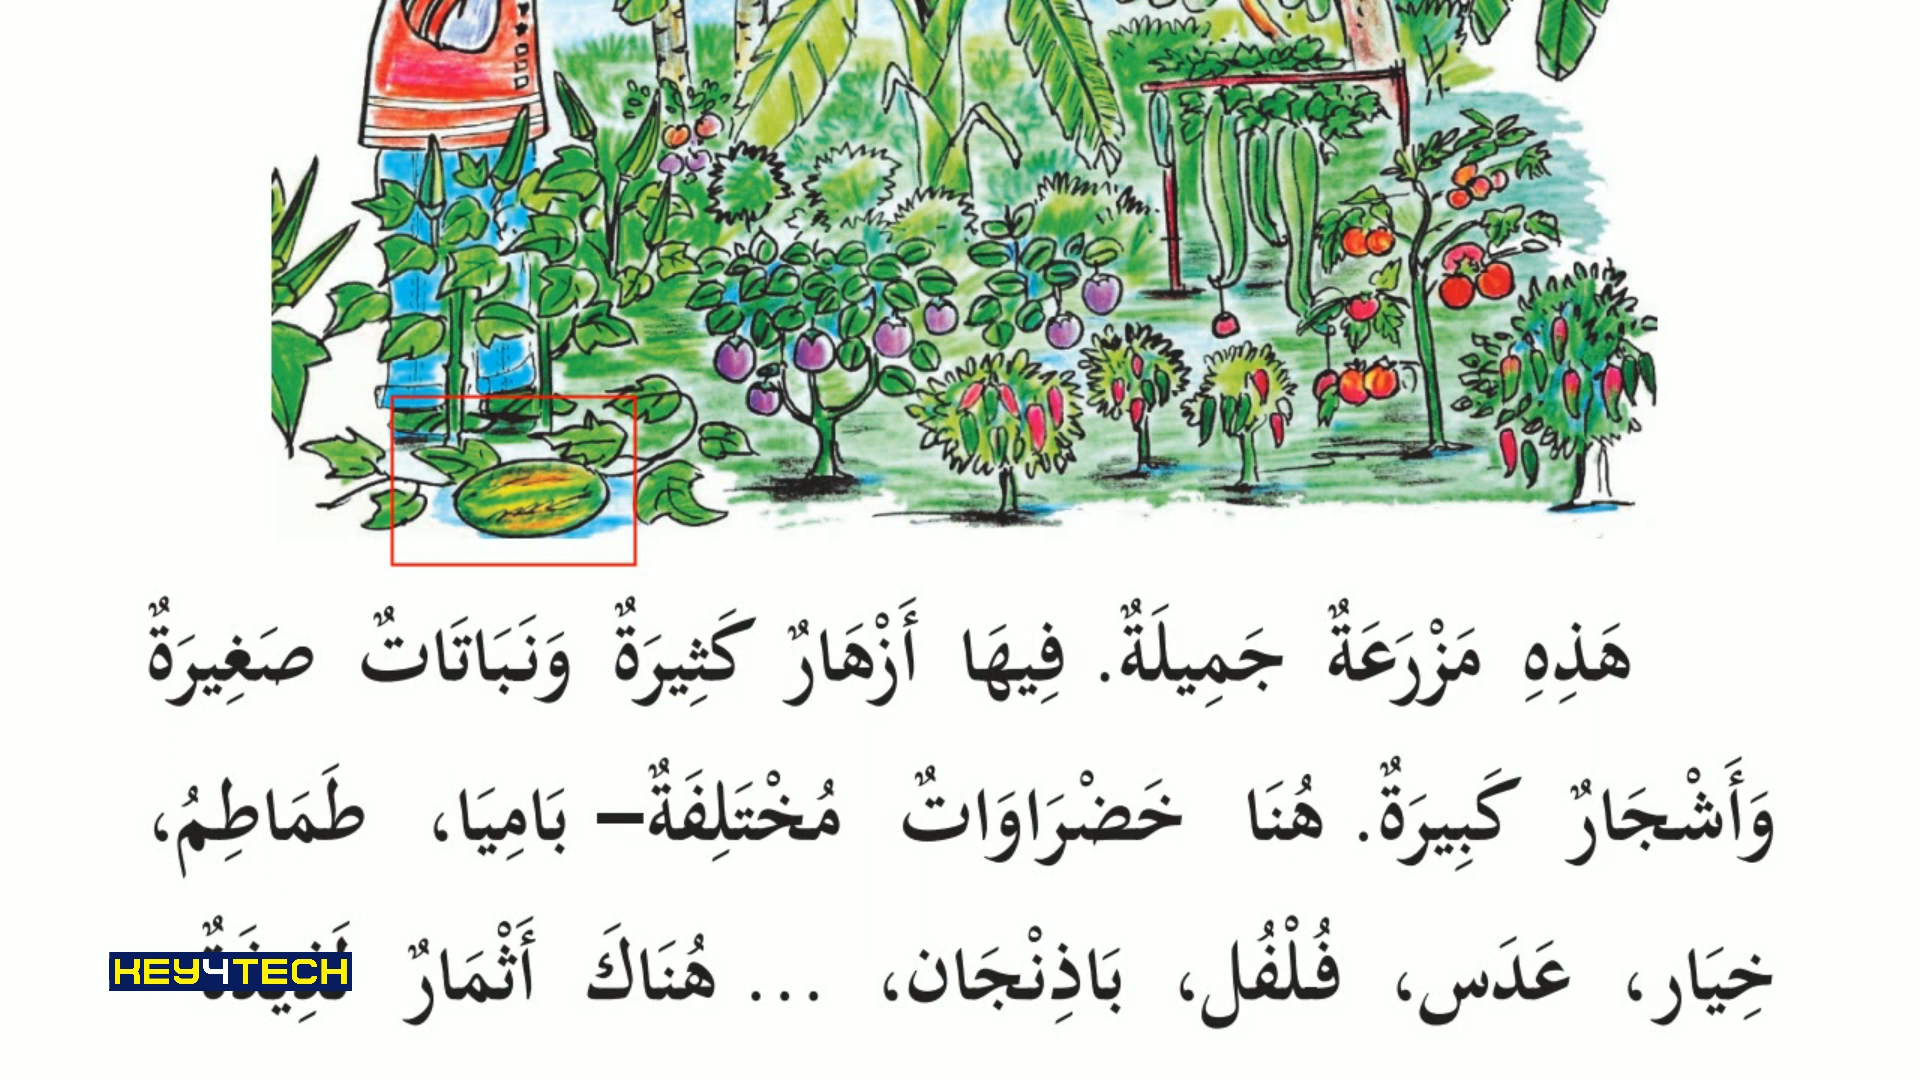 هَذِهِ مَزْرَعَةٌ جَمِيلَةٌ. فِيهَا أَزْهَارٌ كَثِيرَةٌ وَنَبَاتَاتٌ صَغِيرَةٌ
وَأَشْجَارٌ كَبِيرَةٌ. هُنَا خَضْرَاوَاتٌ مُخْتَلِفَةٌ – بَامِيَا، طَمَاطِمُ،
خِيَار، عَدَس، فُلْفُل، بَاذِنْجَان، ... هُنَاكَ أَثْمَارٌ لَذِيذَةٌ
KEY4TECH